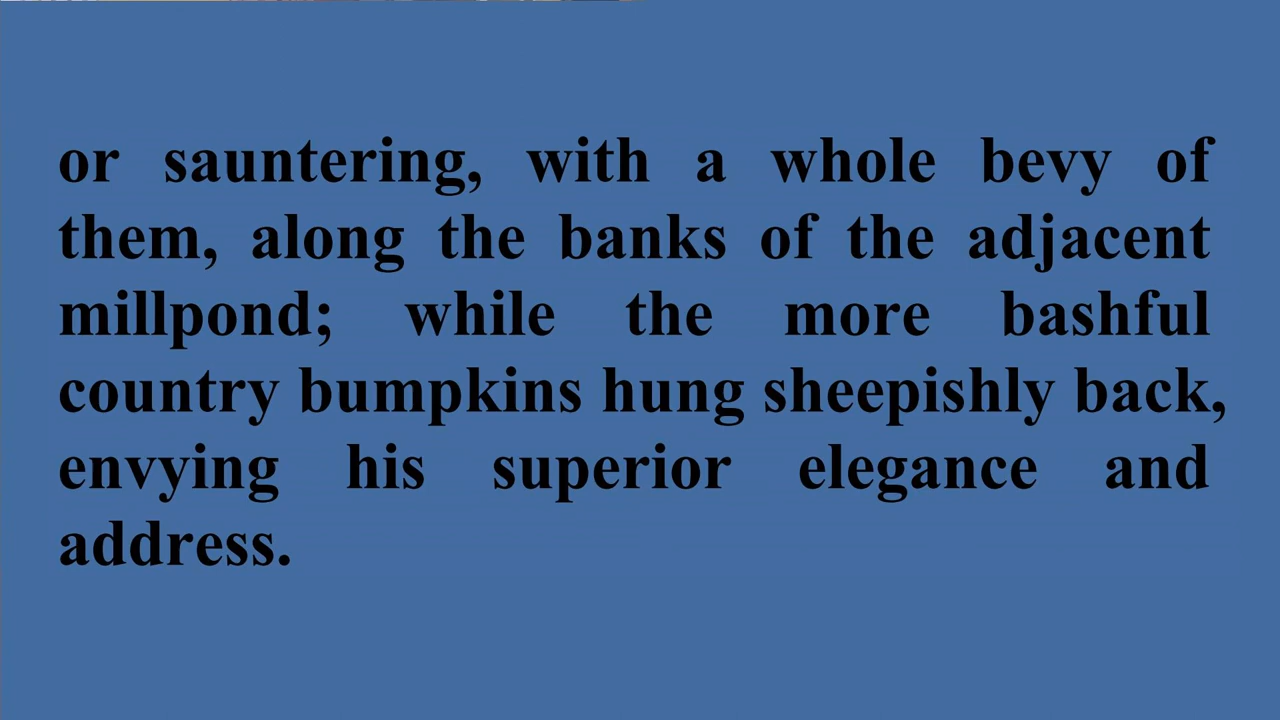 or sauntering, with a whole bevy of
them, along the banks of the adjacent
millpond; while the more bashful
country bumpkins hung sheepishly back,
envying his superior elegance and
address.